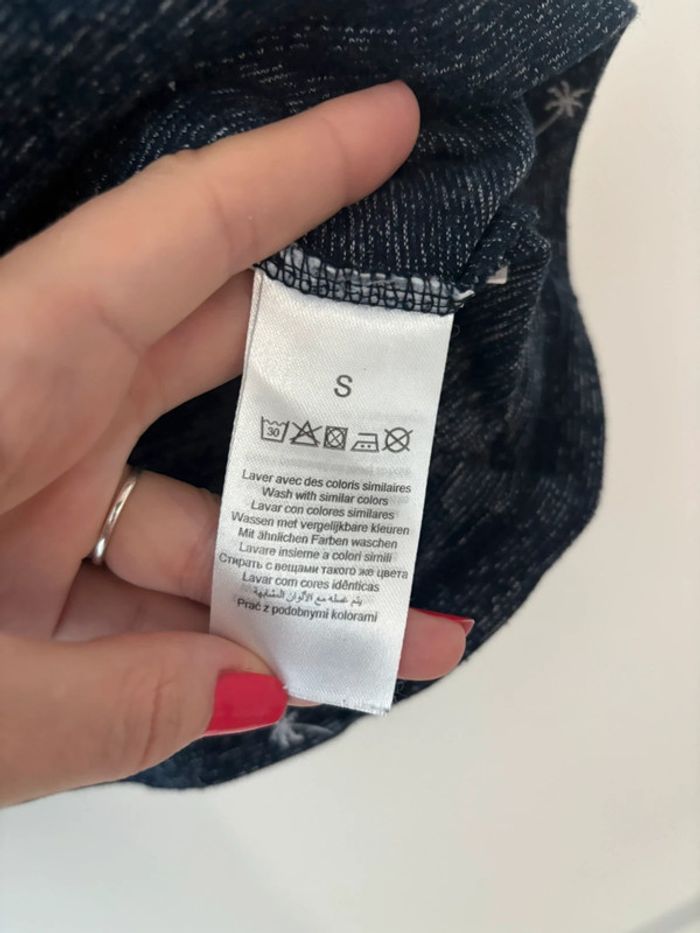 S
30
Laver avec des coloris similaires
Wash with similar colors
Lavar con colores similares
Wassen met vergelijkbare kleuren
Mit ähnlichen Farben waschen
Lavare insieme a colori simili
Стирать с вещами такого же цвета
Lavar com cores idênticas
يتم غسله مع الألوان المشابهة
Prać z podobnymi kolorami